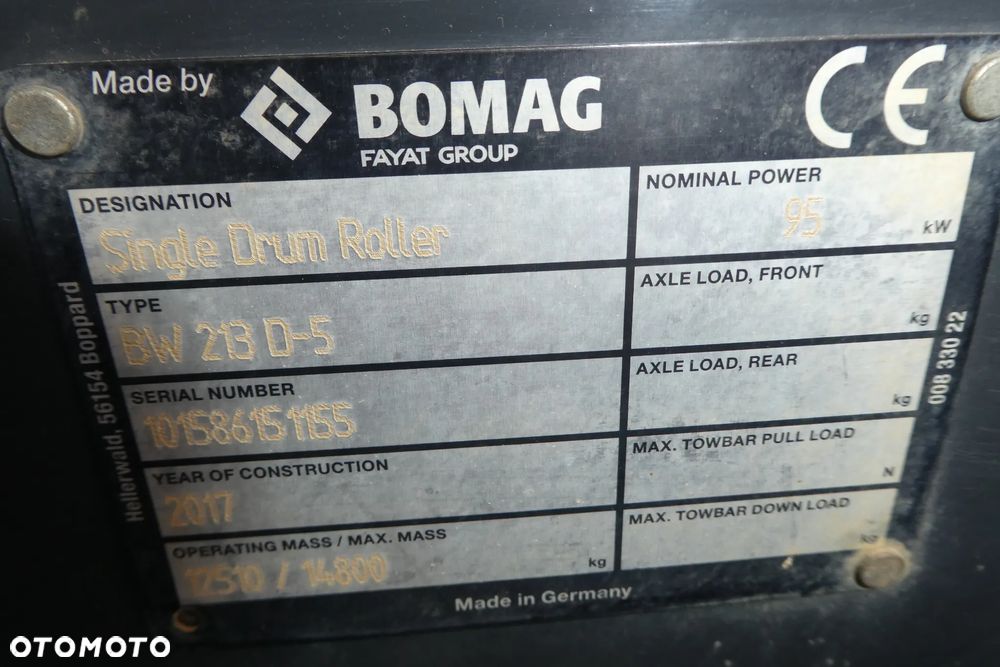 Made by
BOMAG
FAYAT GROUP
CE
DESIGNATION
Single Drum Roller
NOMINAL POWER
95 kW
TYPE
BW 213 D-5
AXLE LOAD, FRONT
kg
SERIAL NUMBER
101586151155
AXLE LOAD, REAR
kg
YEAR OF CONSTRUCTION
2017
MAX. TOWBAR PULL LOAD
N
OPERATING MASS / MAX. MASS
12510 / 14800 kg
MAX. TOWBAR DOWN LOAD
kg
Made in Germany
Hellerwald, 56154 Boppard
008 330 22
OTOMOTO